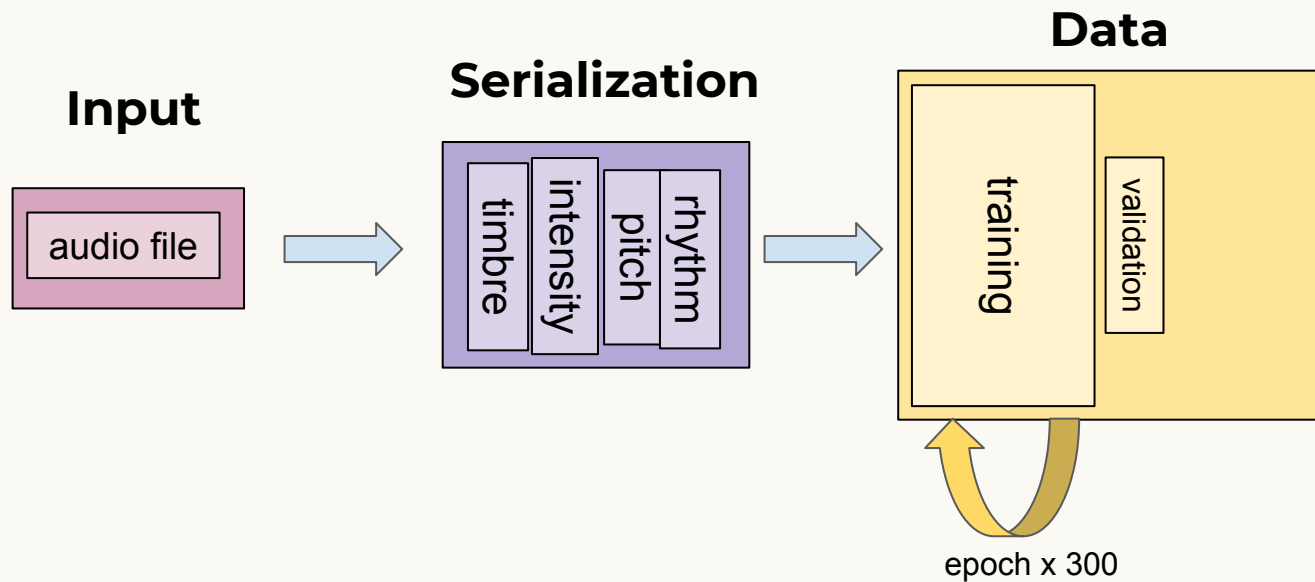 Input
audio file
Serialization
timbre
intensity
pitch
rhythm
Data
training
validation
epoch x 300